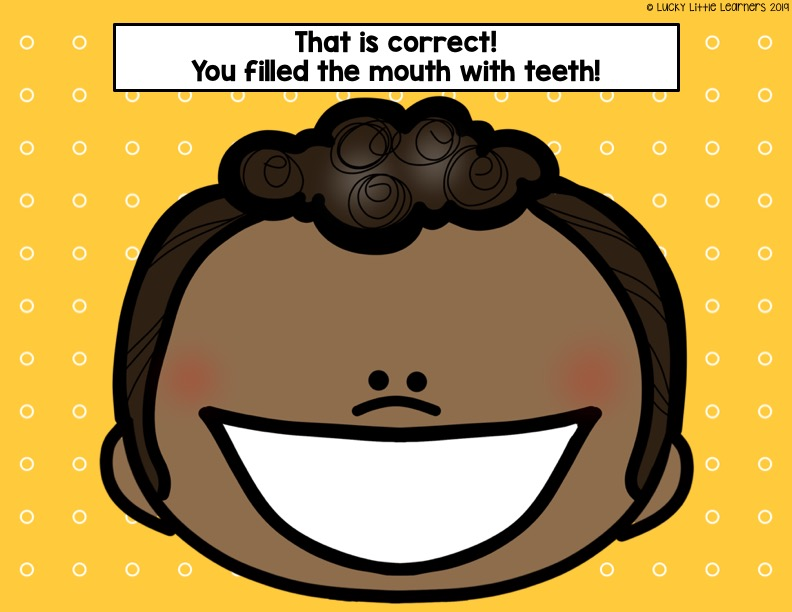 © Lucky Little Learners 2019
That is correct!
You filled the mouth with teeth!